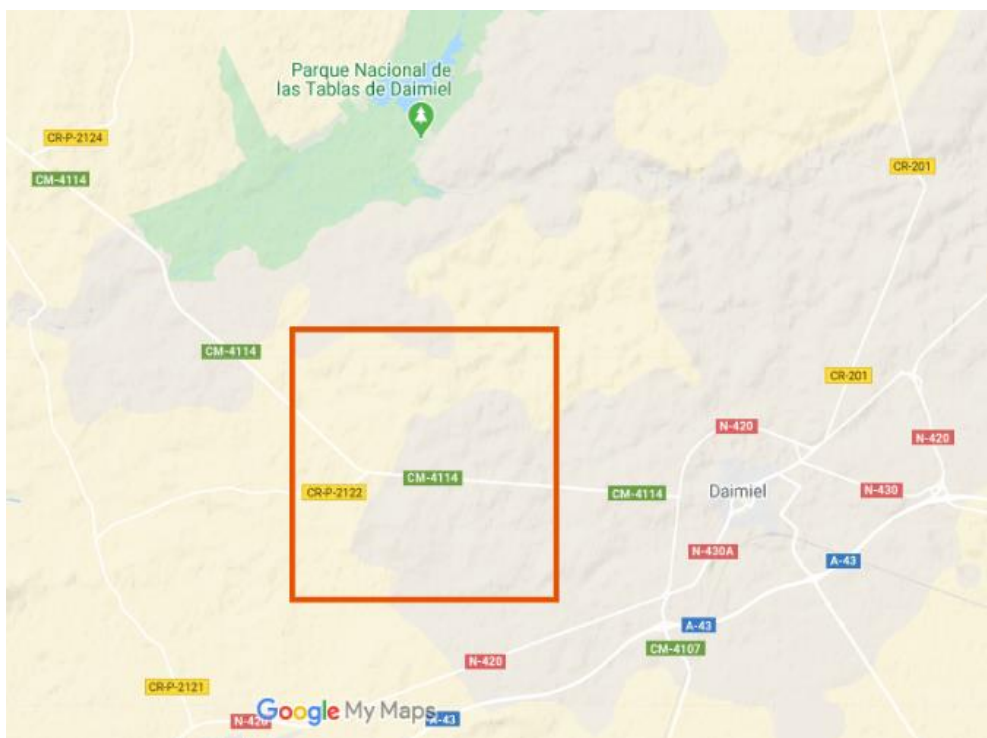 Parque Nacional de
las Tablas de Daimiel
CR-P-2124
CR-201
CM-4114
CM-4114
CR-201
N-420
N-420
CM-4114
CR-P-2122
CM-4114
Daimiel
N-430
N-430A
A-43
A-43
CM-4107
N-420
CR-P-2121
N-420
Google My Maps
A-43